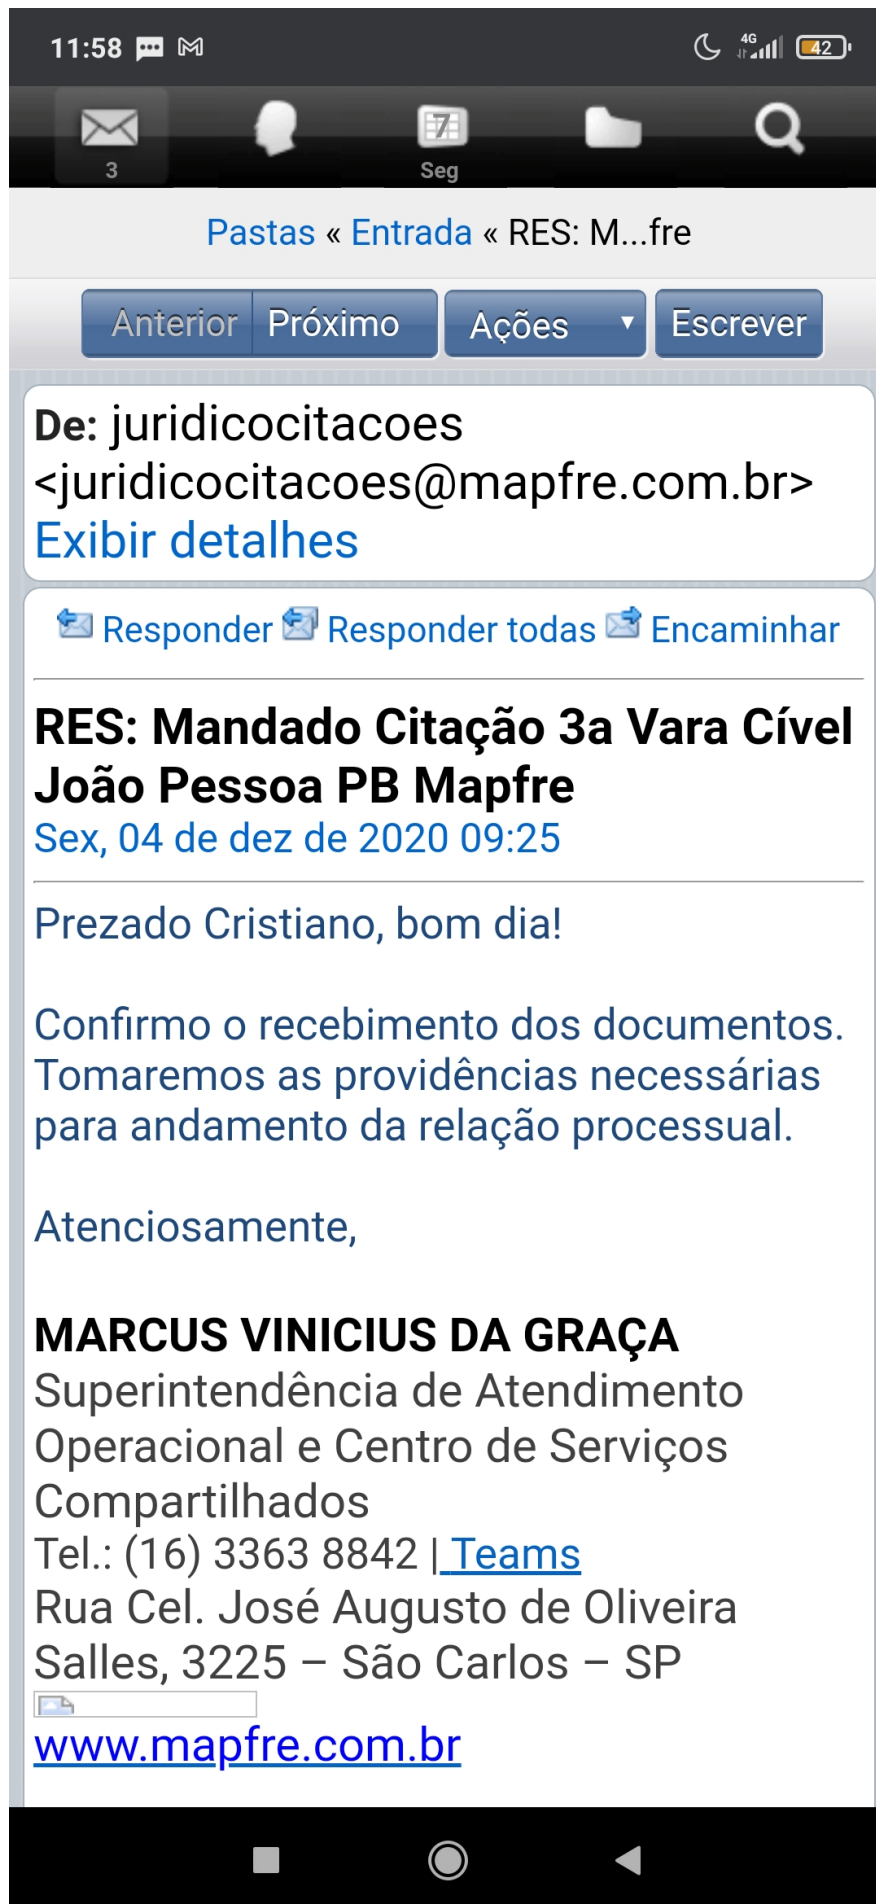 11:58
4G
42
3
7
Seg
Pastas « Entrada « RES: M...fre
Anterior Próximo Ações Escrever
De: juridicocitacoes
<juridicocitacoes@mapfre.com.br>
Exibir detalhes
Responder Responder todas Encaminhar
RES: Mandado Citação 3a Vara Cível
João Pessoa PB Mapfre
Sex, 04 de dez de 2020 09:25
Prezado Cristiano, bom dia!
Confirmo o recebimento dos documentos.
Tomaremos as providências necessárias
para andamento da relação processual.
Atenciosamente,
MARCUS VINICIUS DA GRAÇA
Superintendência de Atendimento
Operacional e Centro de Serviços
Compartilhados
Tel.: (16) 3363 8842 | Teams
Rua Cel. José Augusto de Oliveira
Salles, 3225 – São Carlos – SP
www.mapfre.com.br